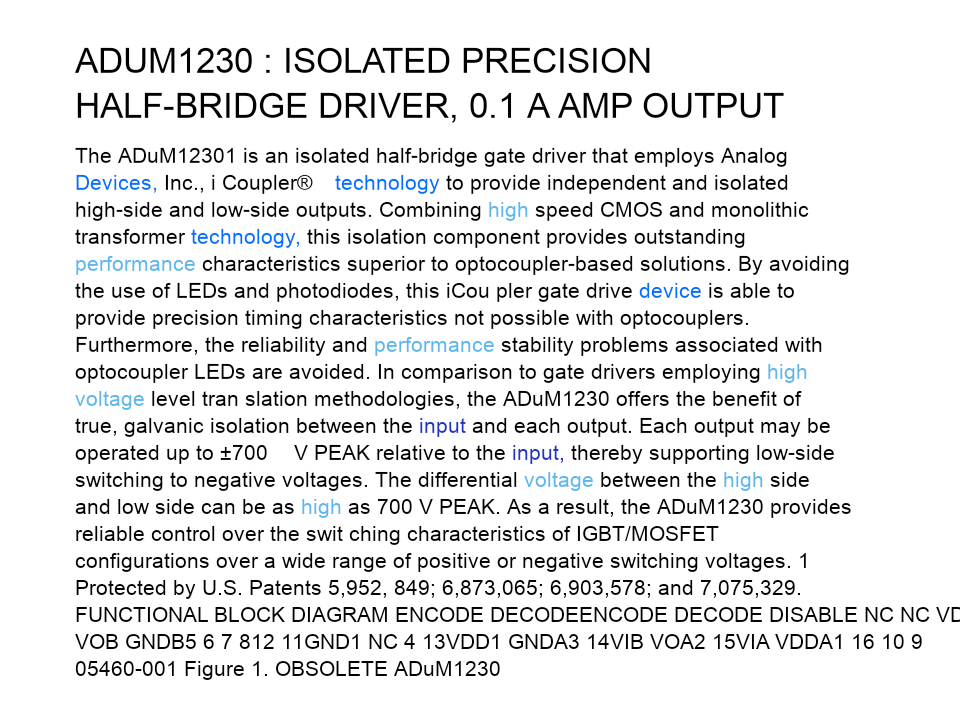 ADUM1230 : ISOLATED PRECISION
HALF-BRIDGE DRIVER, 0.1 A AMP OUTPUT
The ADuM12301 is an isolated half-bridge gate driver that employs Analog
Devices, Inc., i Coupler® technology to provide independent and isolated
high-side and low-side outputs. Combining high speed CMOS and monolithic
transformer technology, this isolation component provides outstanding
performance characteristics superior to optocoupler-based solutions. By avoiding
the use of LEDs and photodiodes, this iCou pler gate drive device is able to
provide precision timing characteristics not possible with optocouplers.
Furthermore, the reliability and performance stability problems associated with
optocoupler LEDs are avoided. In comparison to gate drivers employing high
voltage level tran slation methodologies, the ADuM1230 offers the benefit of
true, galvanic isolation between the input and each output. Each output may be
operated up to ±700 V PEAK relative to the input, thereby supporting low-side
switching to negative voltages. The differential voltage between the high side
and low side can be as high as 700 V PEAK. As a result, the ADuM1230 provides
reliable control over the swit ching characteristics of IGBT/MOSFET
configurations over a wide range of positive or negative switching voltages. 1
Protected by U.S. Patents 5,952, 849; 6,873,065; 6,903,578; and 7,075,329.
FUNCTIONAL BLOCK DIAGRAM ENCODE DECODEENCODE DECODE DISABLE NC NC
VOB GNDB5 6 7 812 11GND1 NC 4 13VDD1 GNDA3 14VIB VOA2 15VIA VDDA1 16 10 9
05460-001 Figure 1. OBSOLETE ADuM1230